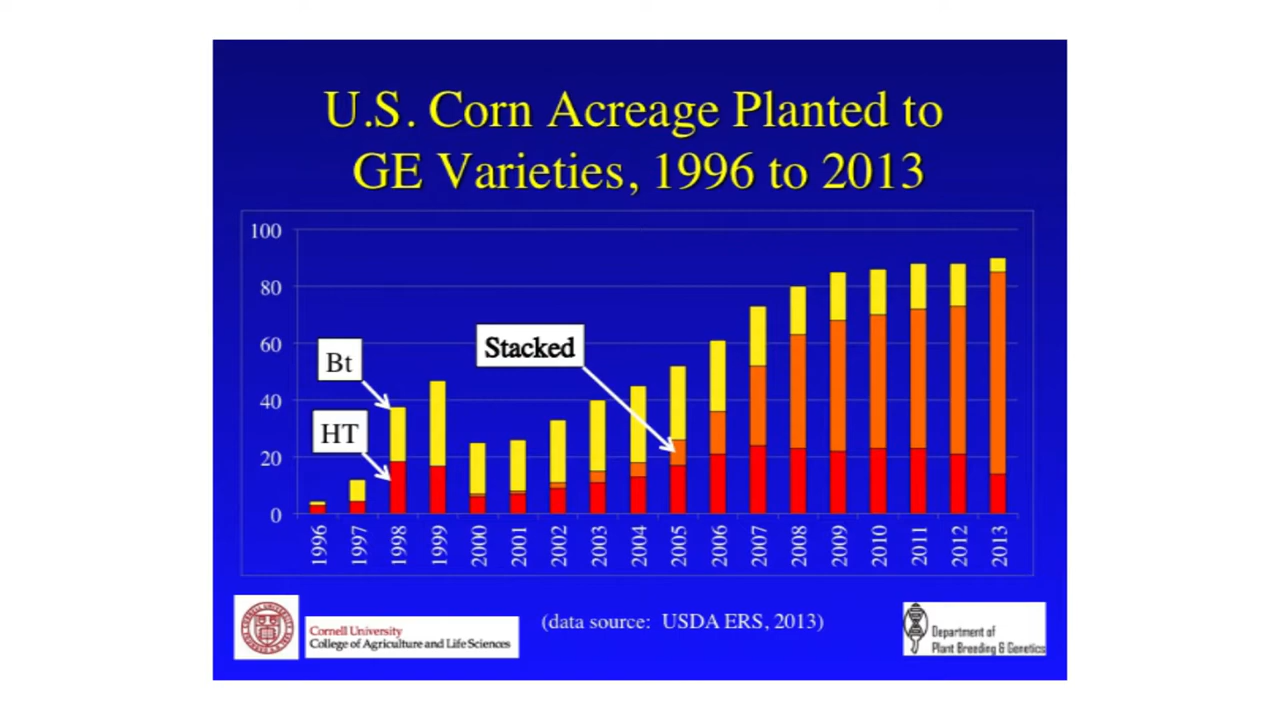 U.S. Corn Acreage Planted to
GE Varieties, 1996 to 2013
100
80
60
40
20
0
Bt
HT
Stacked
1996 1997 1998 1999 2000 2001 2002 2003 2004 2005 2006 2007 2008 2009 2010 2011 2012 2013
Cornell University
College of Agriculture and Life Sciences
(data source: USDA ERS, 2013)
Department of
Plant Breeding & Genetics